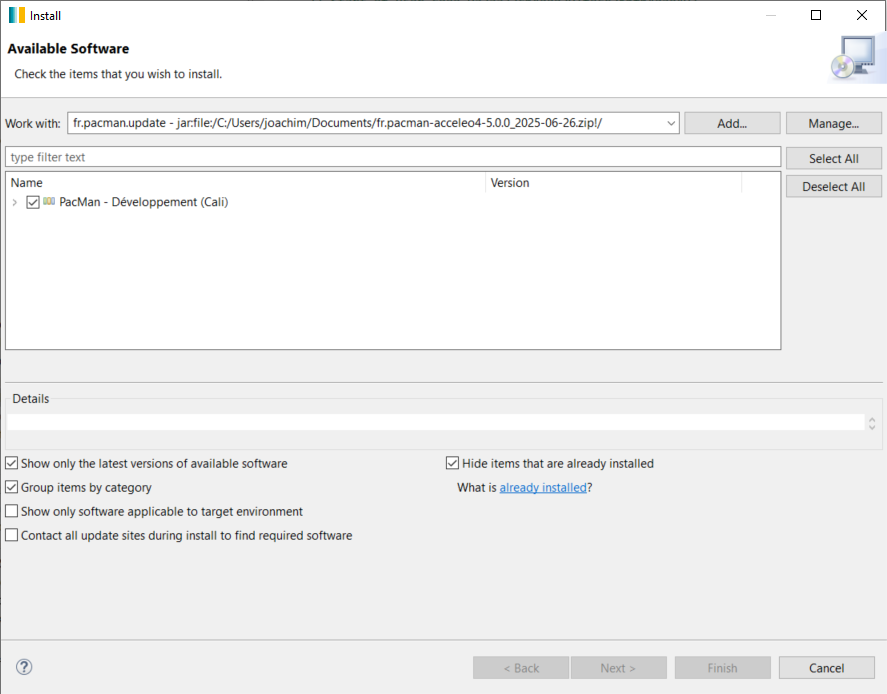 Install
Available Software
Check the items that you wish to install.
Work with: fr.pacman.update - jar:file:/C:/Users/joachim/Documents/fr.pacman-acceleo4-5.0.0_2025-06-26.zip!/ Add... Manage...
type filter text Select All
Name Version Deselect All
PacMan - Développement (Cali)
Details
Show only the latest versions of available software Hide items that are already installed
Group items by category What is already installed?
Show only software applicable to target environment
Contact all update sites during install to find required software
? < Back Next > Finish Cancel